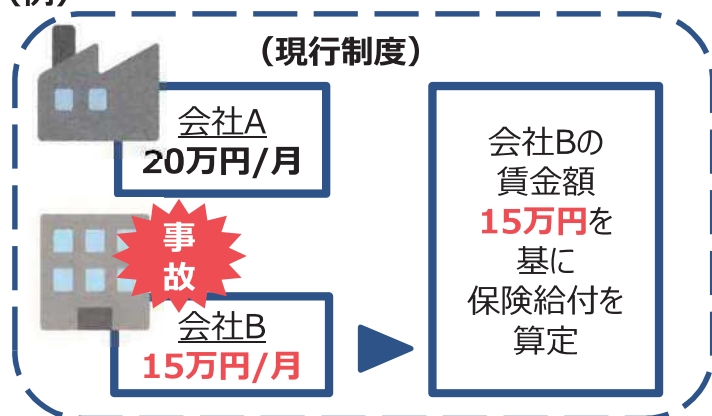 （例）
（現行制度）
会社A
20万円/月
事
故
会社B
15万円/月
会社Bの
賃金額
15万円を
基に
保険給付を
算定